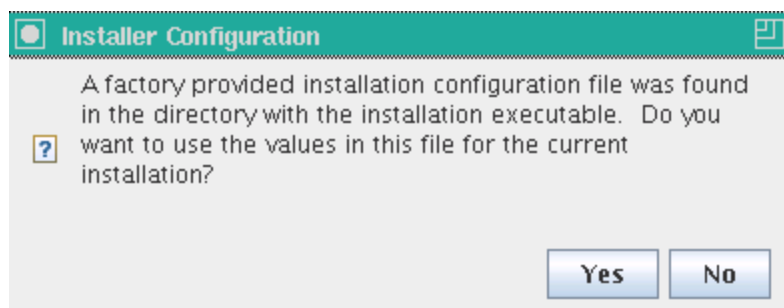 Installer Configuration
A factory provided installation configuration file was found
in the directory with the installation executable.  Do you
want to use the values in this file for the current
installation?
Yes No